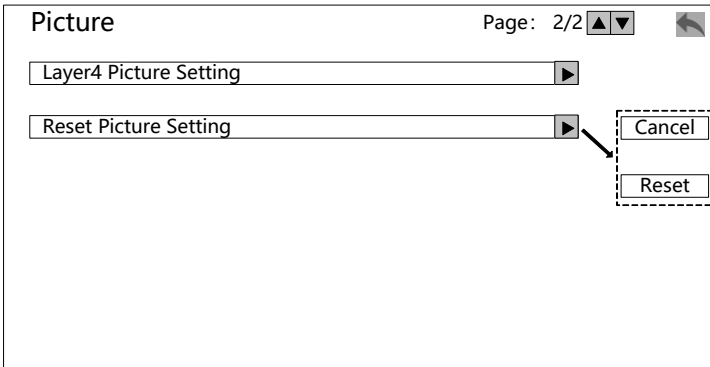 Picture
Page: 2/2
Layer4 Picture Setting
Reset Picture Setting
Cancel
Reset